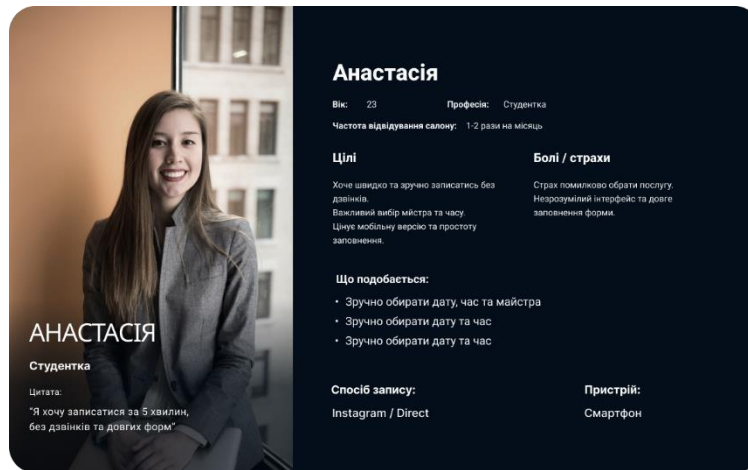 АНАСТАСІЯ
Студентка
Цитата:
“Я хочу записатися за 5 хвилин,
без дзвінків та довгих форм”
Анастасія
Вік: 23 Професія: Студентка
Частота відвідування салону: 1-2 рази на місяць
Цілі
Хоче швидко та зручно записатись без
дзвінків.
Важливий вибір мйстра та часу.
Цінує мобільну версію та простоту
заповнення.
Болі / страхи
Страх помилково обрати послугу.
Незрозумілий інтерфейс та довге
заповнення форми.
Що подобається:
• Зручно обирати дату, час та майстра
• Зручно обирати дату та час
• Зручно обирати дату та час
Спосіб запису:
Instagram / Direct
Пристрій:
Смартфон